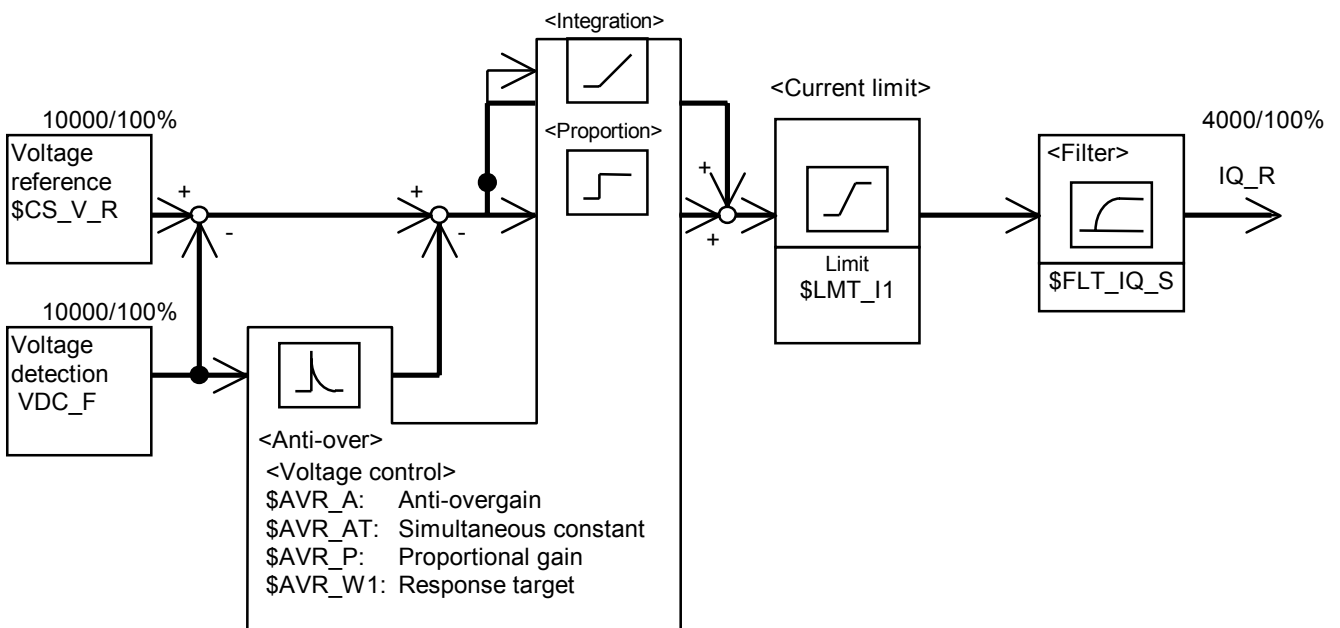 <Integration>
<Current limit>
10000/100%
4000/100%
<Proportion>
Voltage
reference
$CS_V_R
<Filter>
IQ_R
+
-
+
-
+
+
Limit
$LMT_I1
$FLT_IQ_S
10000/100%
Voltage
detection
VDC_F
<Anti-over>
<Voltage control>
$AVR_A: Anti-overgain
$AVR_AT: Simultaneous constant
$AVR_P: Proportional gain
$AVR_W1: Response target